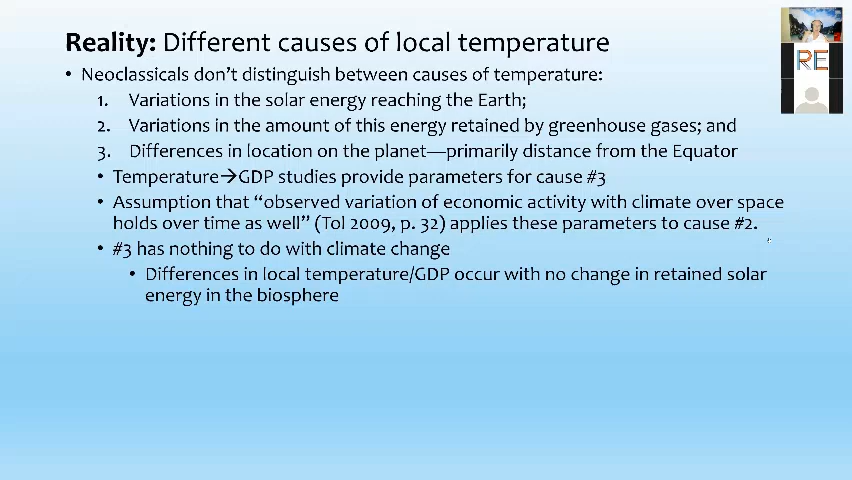 Reality: Different causes of local temperature
• Neoclassicals don't distinguish between causes of temperature:
1. Variations in the solar energy reaching the Earth;
2. Variations in the amount of this energy retained by greenhouse gases; and
3. Differences in location on the planet—primarily distance from the Equator
• Temperature→GDP studies provide parameters for cause #3
• Assumption that “observed variation of economic activity with climate over space
holds over time as well” (Tol 2009, p. 32) applies these parameters to cause #2.
• #3 has nothing to do with climate change
• Differences in local temperature/GDP occur with no change in retained solar
energy in the biosphere
RE